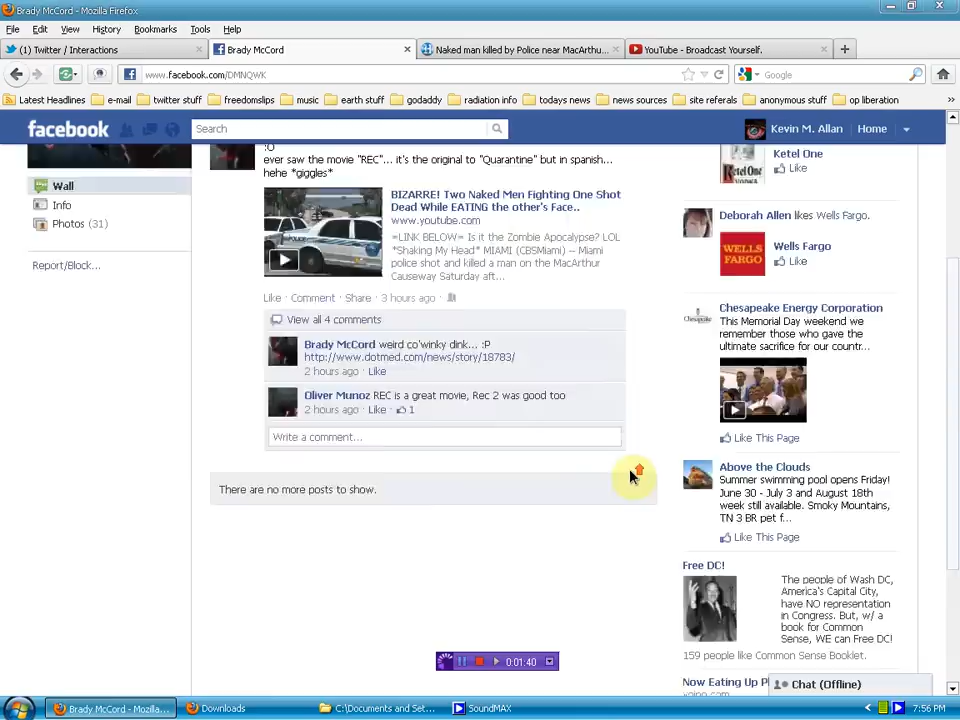 Brady McCord - Mozilla Firefox
File Edit View History Bookmarks Tools Help
(1) Twitter / Interactions
Brady McCord
Naked man killed by Police near MacArthu...
YouTube - Broadcast Yourself.
www.facebook.com/DMNQWK
Google
Latest Headlines e-mail twitter stuff freedomslips music earth stuff godaddy radiation info todays news news sources site referals anonymous stuff op liberation »
facebook
Search
Kevin M. Allan Home
Wall
Info
Photos (31)
Report/Block...
:O
ever saw the movie "REC"... it's the original to "Quarantine" but in spanish...
hehe *giggles*
BIZARRE! Two Naked Men Fighting One Shot
Dead While EATING the other's Face..
www.youtube.com
=LINK BELOW= Is it the Zombie Apocalypse? LOL
*Shaking My Head* MIAMI (CBSMiami) -- Miami
police shot and killed a man on the MacArthur
Causeway Saturday aft...
Like · Comment · Share · 3 hours ago ·
View all 4 comments
Brady McCord weird co'winky dink... :P
http://www.dotmed.com/news/story/18783/
2 hours ago · Like
Oliver Munoz REC is a great movie, Rec 2 was good too
2 hours ago · Like · 1
Write a comment...
There are no more posts to show.
Ketel One
Ketel One
Like
Deborah Allen likes Wells Fargo.
WELLS
FARGO
Wells Fargo
Like
Chesapeake Energy Corporation
Chesapeake
This Memorial Day weekend we
remember those who gave the
ultimate sacrifice for our countr...
Like This Page
Above the Clouds
Summer swimming pool opens Friday!
June 30 - July 3 and August 18th
week still available. Smoky Mountains,
TN 3 BR pet f...
Like This Page
Free DC!
The people of Wash DC,
America's Capital City,
have NO representation
in Congress. But, w/ a
book for Common
Sense, WE can Free DC!
159 people like Common Sense Booklet.
Now Eating Up P
Chat (Offline)
0:01:40
Brady McCord - Mozilla...
Downloads
C:\Documents and Set...
SoundMAX
7:56 PM